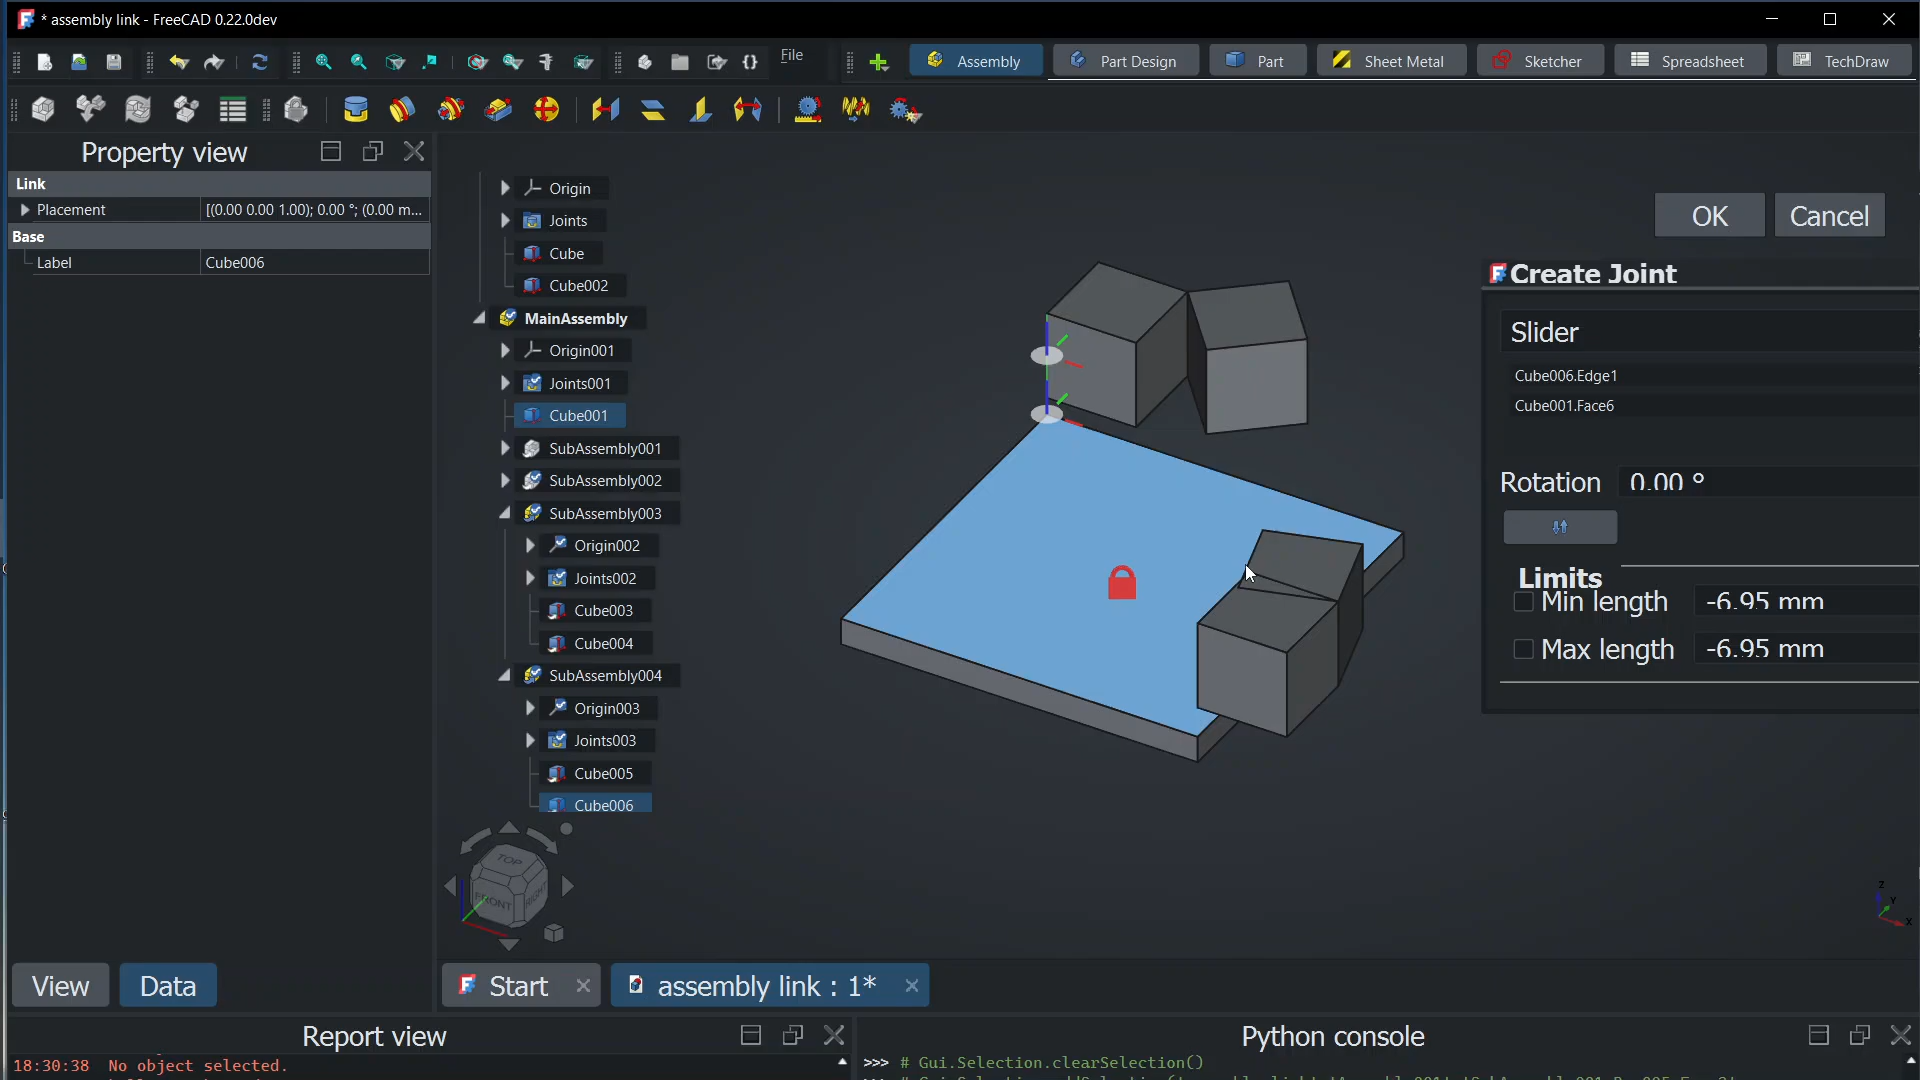 * assembly link - FreeCAD 0.22.0dev
File
Assembly
Part Design
Part
Sheet Metal
Sketcher
Spreadsheet
TechDraw
Property view
Link
Placement [(0.00 0.00 1.00); 0.00 °; (0.00 m...
Base
Label Cube006
Origin
Joints
Cube
Cube002
MainAssembly
Origin001
Joints001
Cube001
SubAssembly001
SubAssembly002
SubAssembly003
Origin002
Joints002
Cube003
Cube004
SubAssembly004
Origin003
Joints003
Cube005
Cube006
OK Cancel
Create Joint
Slider
Cube006.Edge1
Cube001.Face6
Rotation 0.00 °
Limits
Min length -6.95 mm
Max length -6.95 mm
TOP
FRONT
RIGHT
Z
Y
X
View Data
Start
assembly link : 1*
Report view
Python console
18:30:38 No object selected.
>>> # Gui.Selection.clearSelection()